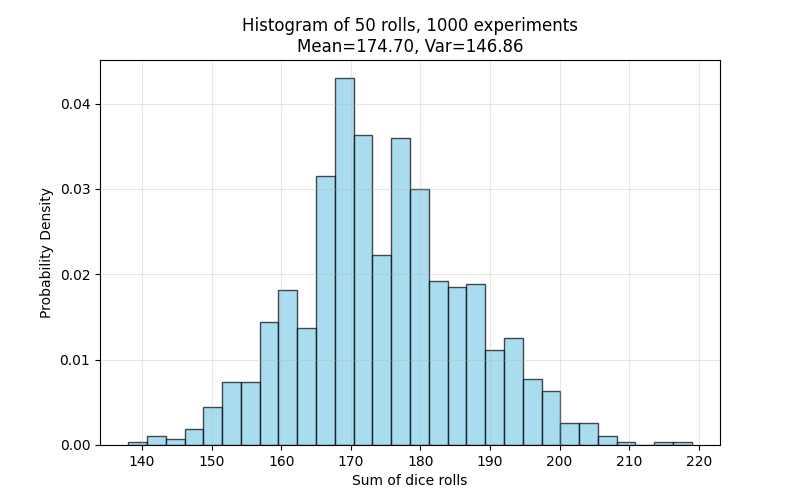 Histogram of 50 rolls, 1000 experiments
Mean=174.70, Var=146.86
Probability Density
0.04
0.03
0.02
0.01
0.00
140 150 160 170 180 190 200 210 220
Sum of dice rolls